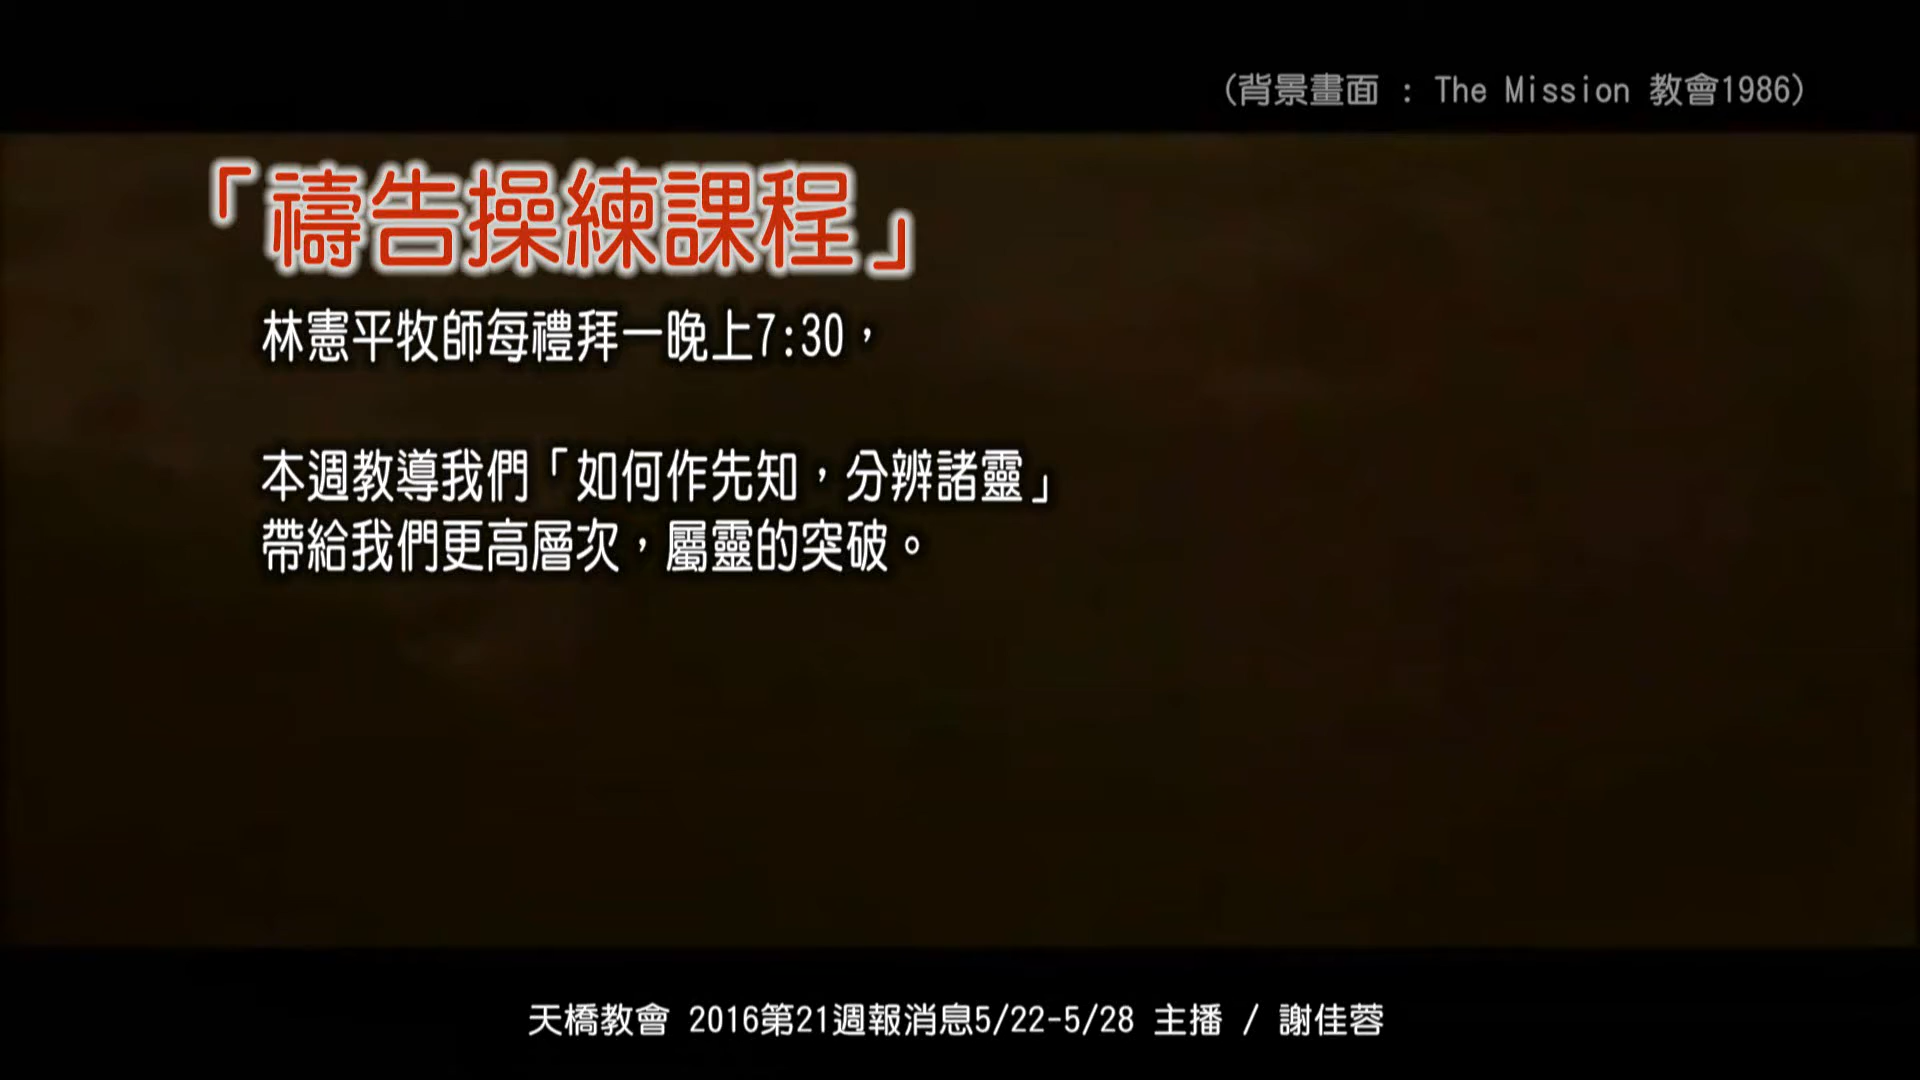 (背景畫面 : The Mission 教會1986)
「禱告操練課程」
林憲平牧師每禮拜一晚上7:30，
本週教導我們「如何作先知，分辨諸靈」
帶給我們更高層次，屬靈的突破。
天橋教會 2016第21週報消息5/22-5/28 主播 / 謝佳蓉